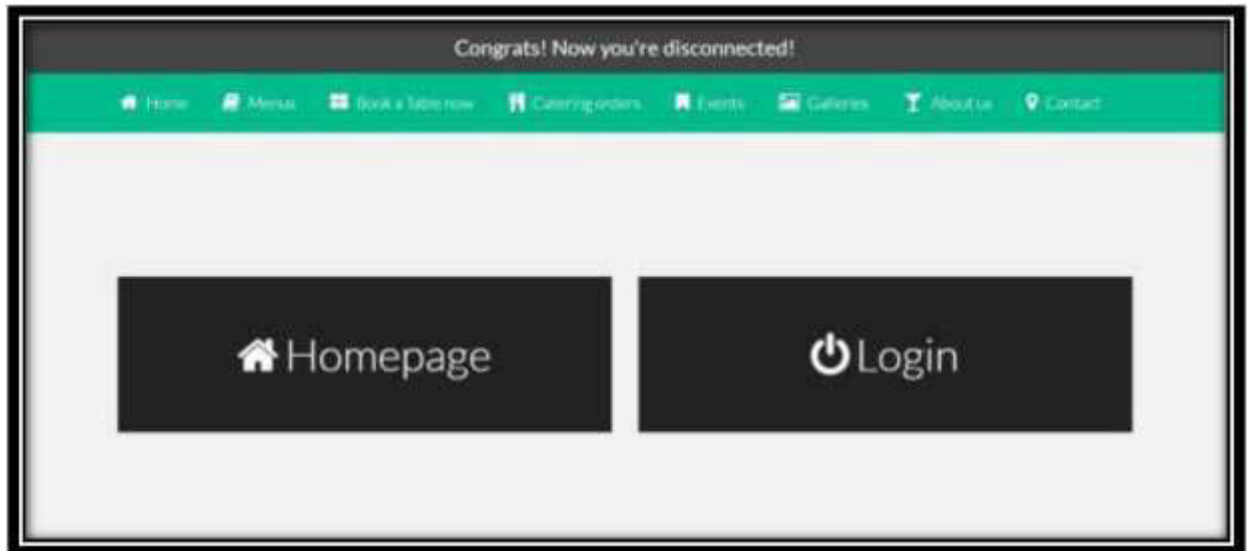 Congrats! Now you're disconnected!
Home Menus Book a Table now Catering orders Events Galleries About us Contact
Homepage Login